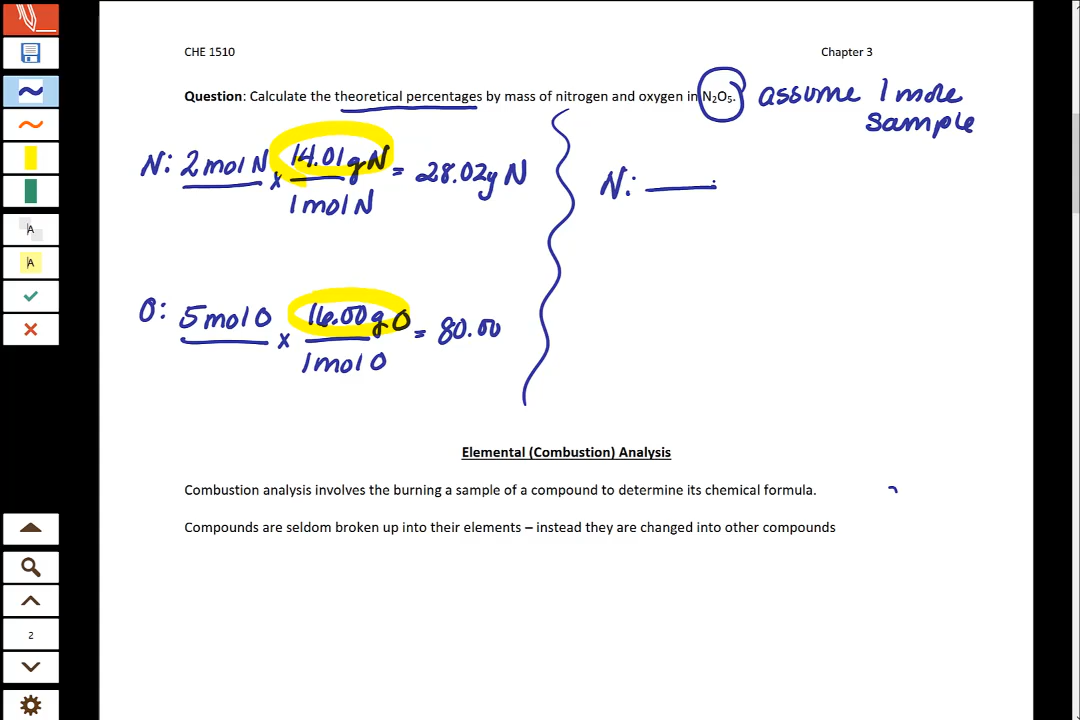 CHE 1510 Chapter 3
Question: Calculate the theoretical percentages by mass of nitrogen and oxygen in N₂O₅. assume 1 mole
sample
N: 2 mol N x 14.01 g N = 28.02 g N
1 mol N
N:
O: 5 mol O x 16.00 g O = 80.00
1 mol O
Elemental (Combustion) Analysis
Combustion analysis involves the burning a sample of a compound to determine its chemical formula.
Compounds are seldom broken up into their elements – instead they are changed into other compounds
A
A
2